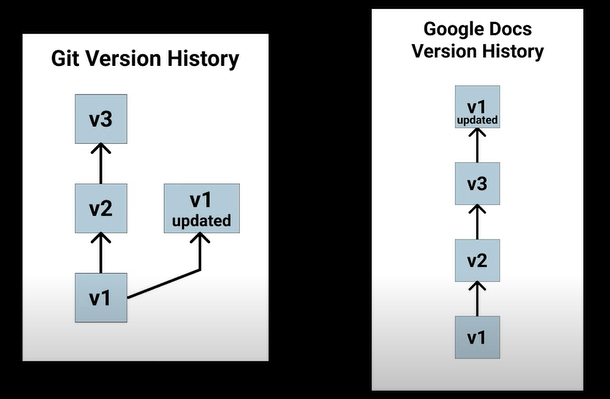 Git Version History
v3
v2
v1
updated
v1
Google Docs
Version History
v1
updated
v3
v2
v1